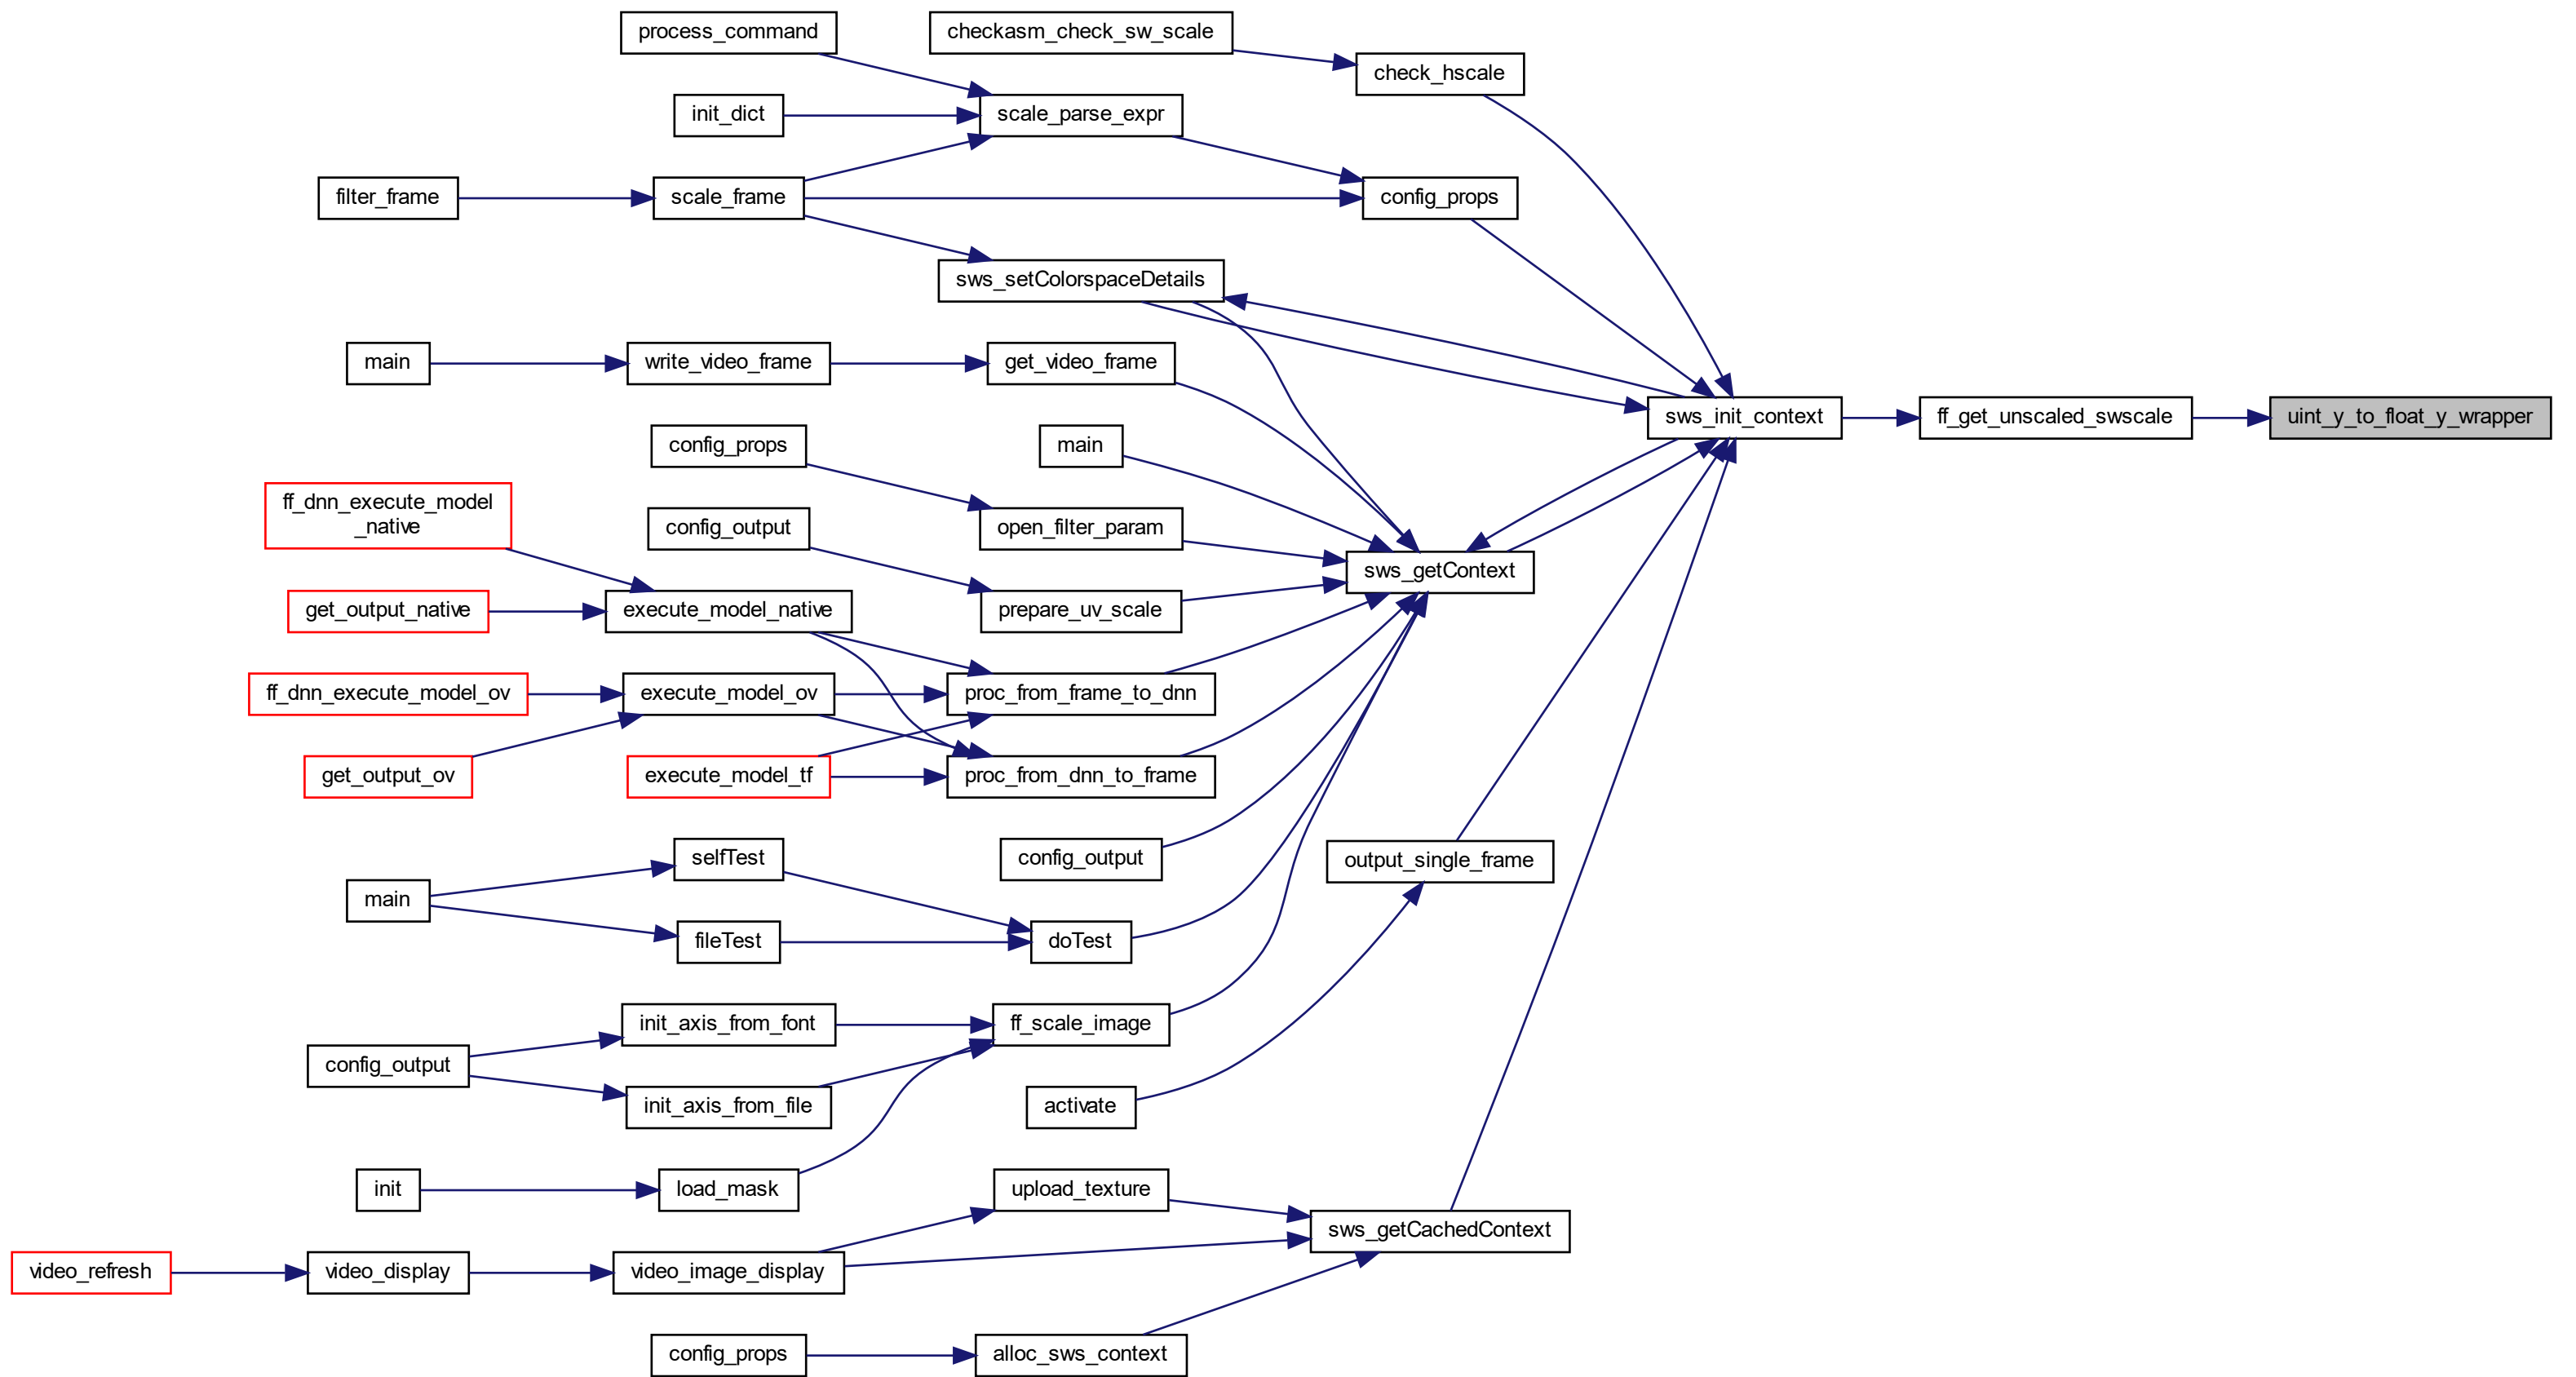 process_command
checkasm_check_sw_scale
check_hscale
init_dict
scale_parse_expr
filter_frame
scale_frame
config_props
sws_setColorspaceDetails
main
write_video_frame
get_video_frame
sws_init_context
ff_get_unscaled_swscale
uint_y_to_float_y_wrapper
config_props
main
ff_dnn_execute_model
_native
config_output
open_filter_param
sws_getContext
get_output_native
execute_model_native
prepare_uv_scale
ff_dnn_execute_model_ov
execute_model_ov
proc_from_frame_to_dnn
get_output_ov
execute_model_tf
proc_from_dnn_to_frame
selfTest
config_output
output_single_frame
main
fileTest
doTest
init_axis_from_font
ff_scale_image
config_output
init_axis_from_file
activate
init
load_mask
upload_texture
sws_getCachedContext
video_refresh
video_display
video_image_display
config_props
alloc_sws_context